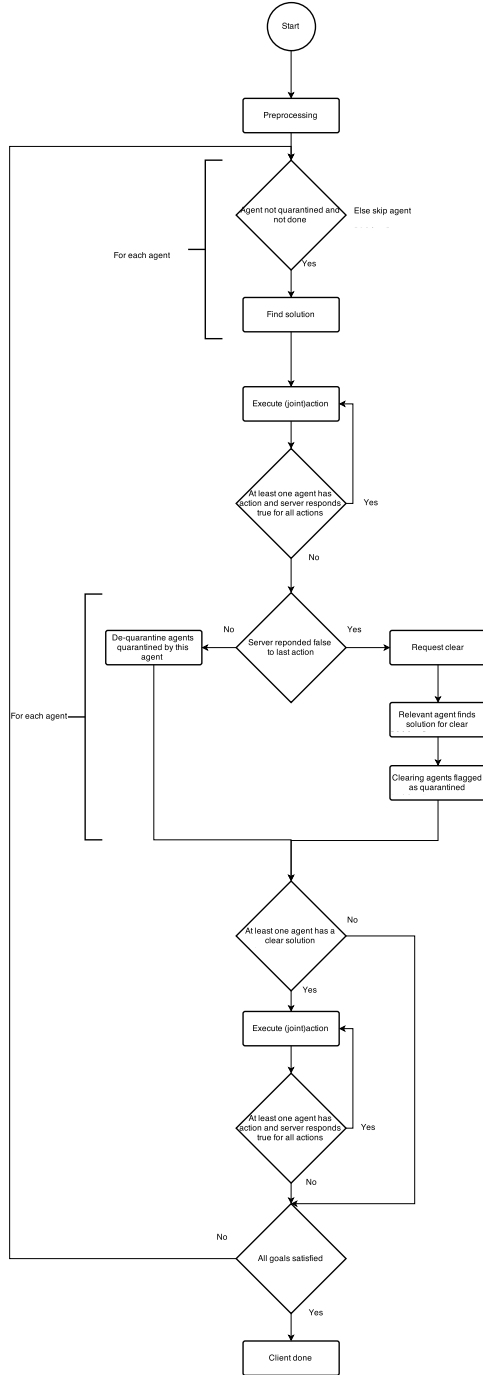 Start
Preprocessing
Agent not quarantined and
not done
Else skip agent
For each agent
Yes
Find solution
Execute (joint)action
At least one agent has
action and server responds
true for all actions
Yes
No
Server reponded false
to last action
No
Yes
De-quarantine agents
quarantined by this
agent
Request clear
Relevant agent finds
solution for clear
For each agent
Clearing agents flagged
as quarantined
At least one agent has a
clear solution
No
Yes
Execute (joint)action
At least one agent has
action and server responds
true for all actions
Yes
No
All goals satisfied
No
Yes
Client done